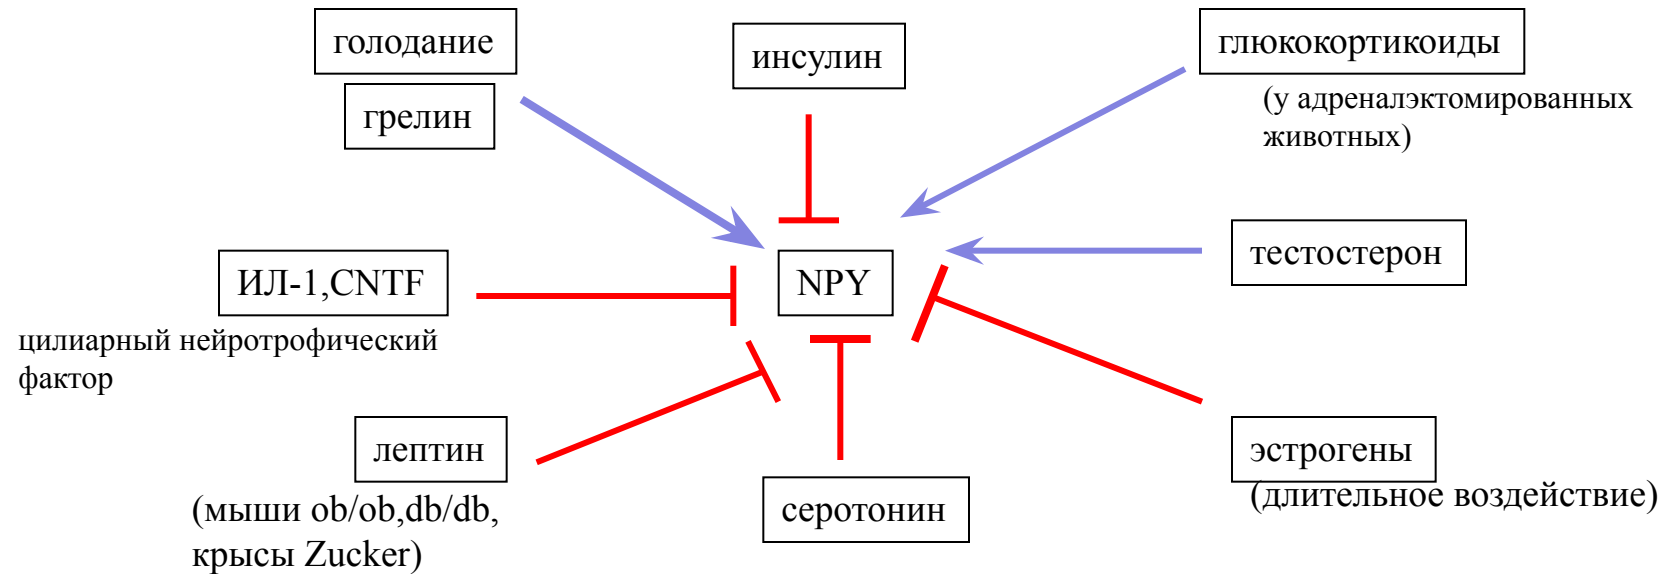 голодание
грелин
инсулин
глюкокортикоиды
(у адреналэктомированных
животных)
ИЛ-1,CNTF
цилиарный нейротрофический
фактор
NPY
тестостерон
лептин
(мыши ob/ob,db/db,
крысы Zucker)
серотонин
эстрогены
(длительное воздействие)